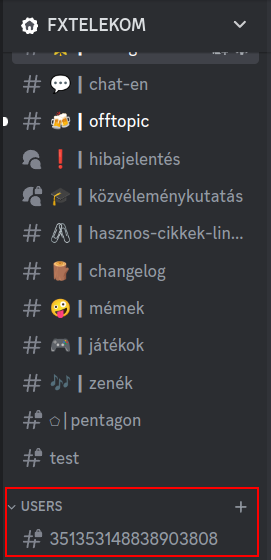 FXTELEKOM
chat-en
offtopic
hibajelentés
közvéleménykutatás
hasznos-cikkek-lin...
changelog
mémek
játékok
zenék
pentagon
test
USERS
351353148838903808